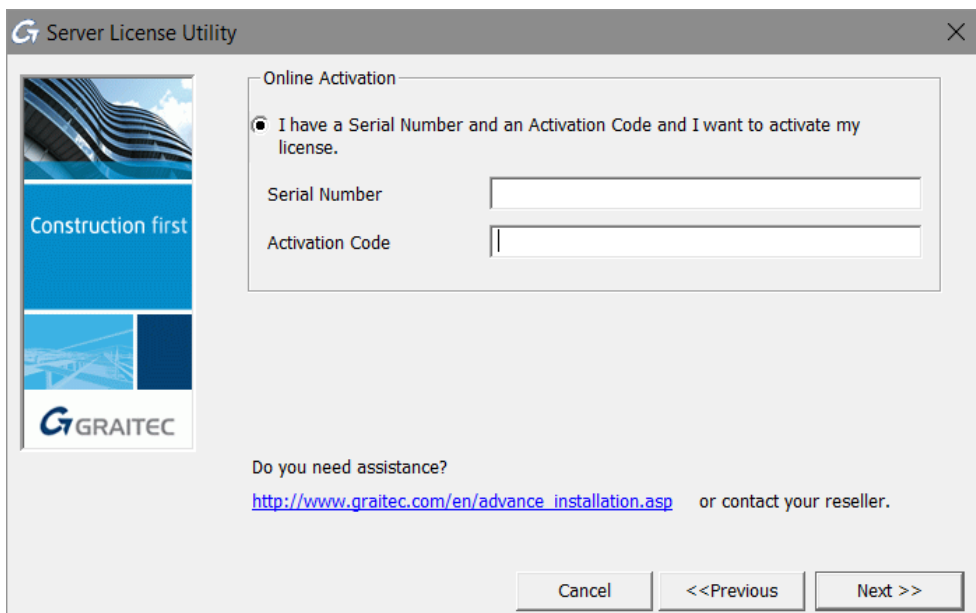 Server License Utility
Construction first
GRAITEC
Online Activation
I have a Serial Number and an Activation Code and I want to activate my
license.
Serial Number
Activation Code
Do you need assistance?
http://www.graitec.com/en/advance_installation.asp or contact your reseller.
Cancel <<Previous Next >>